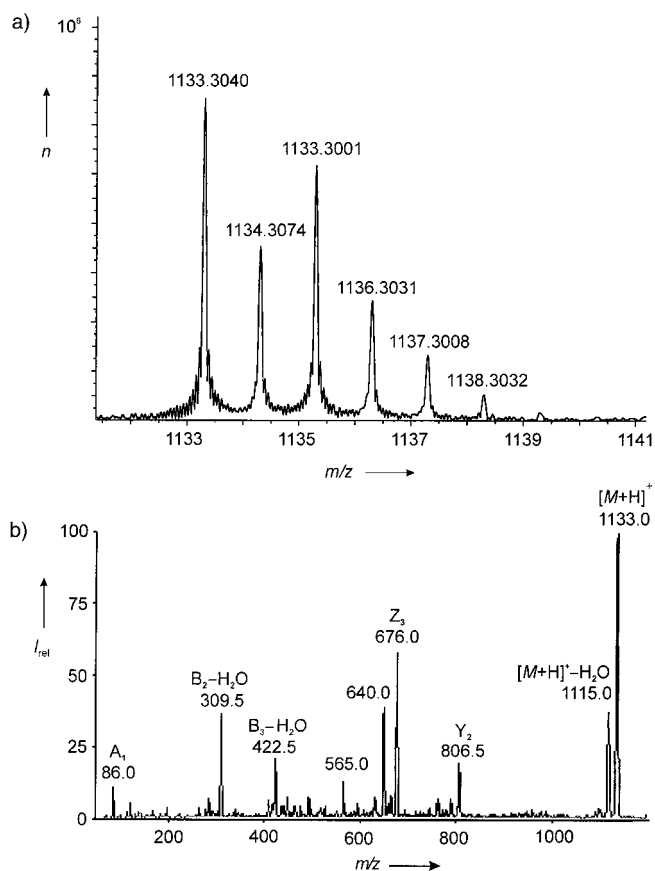 a)
10⁶
n
1133.3040
1134.3074
1133.3001
1136.3031
1137.3008
1138.3032
1133
1135
1137
1139
1141
m/z
b)
100
75
50
25
0
I rel
A₁
86.0
B₂–H₂O
309.5
B₃–H₂O
422.5
565.0
640.0
Z₃
676.0
Y₂
806.5
[M+H]⁺–H₂O
1115.0
[M+H]⁺
1133.0
200
400
600
800
1000
m/z